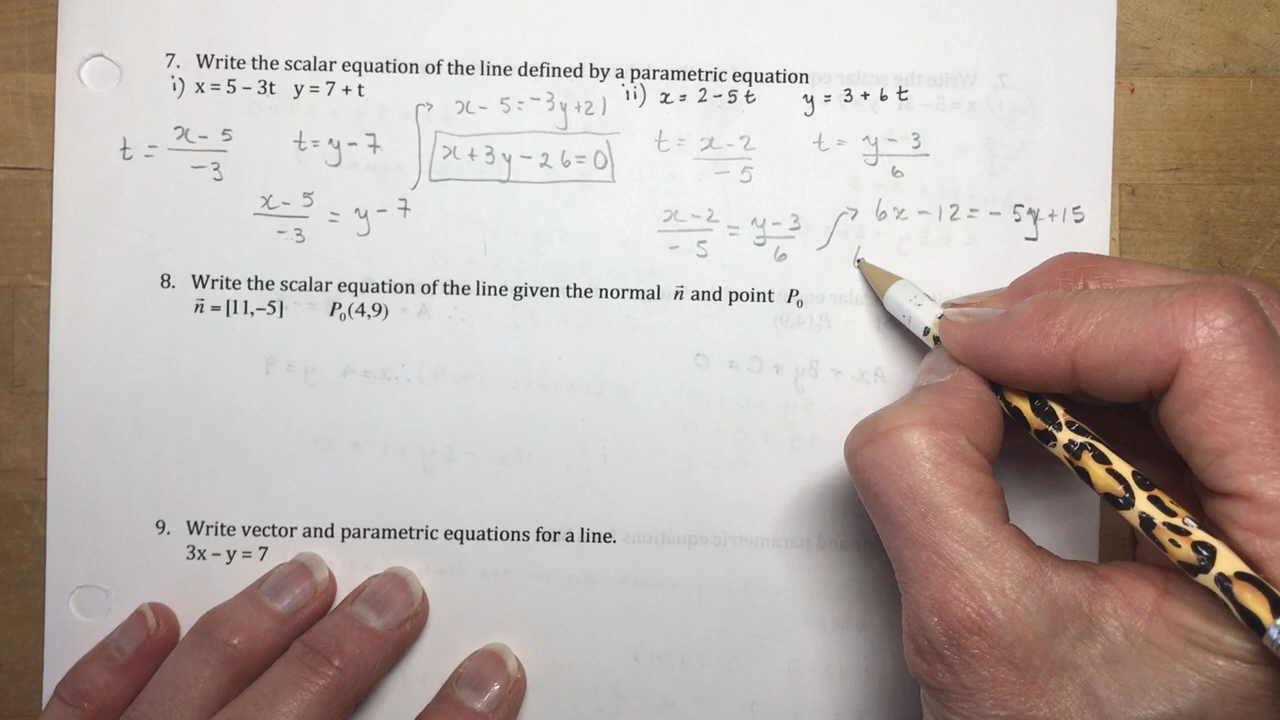 7. Write the scalar equation of the line defined by a parametric equation
i) x = 5 – 3t y = 7 + t
ii) x = 2 - 5t y = 3 + 6t
t = x - 5 / -3 t = y - 7
x - 5 / -3 = y - 7
x - 5 = -3y + 21
x + 3y - 26 = 0
t = x - 2 / -5 t = y - 3 / 6
x - 2 / -5 = y - 3 / 6 6x - 12 = - 5y + 15
6
8. Write the scalar equation of the line given the normal n⃗ and point P₀
n⃗ = [11,–5] P₀(4,9)
9. Write vector and parametric equations for a line.
3x – y = 7